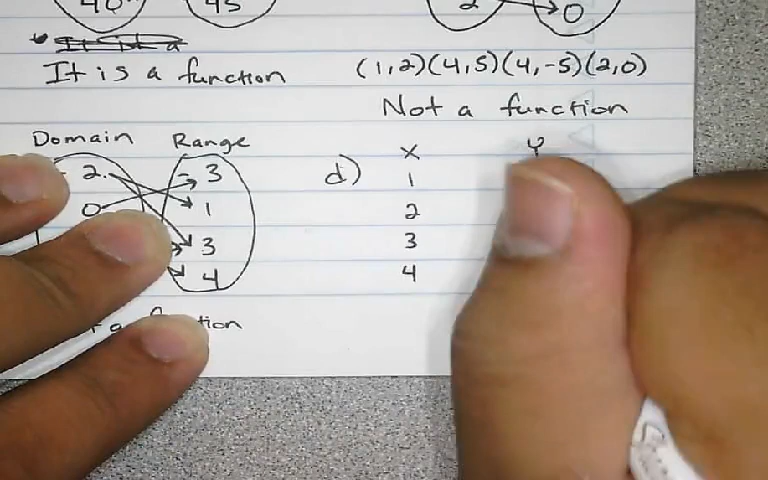 40 45 2 0
It is a function (1,2)(4,5)(4,-5)(2,0)
Not a function
Domain Range
d) X Y
-2 -3 1
0 1 2
3 3
4 4